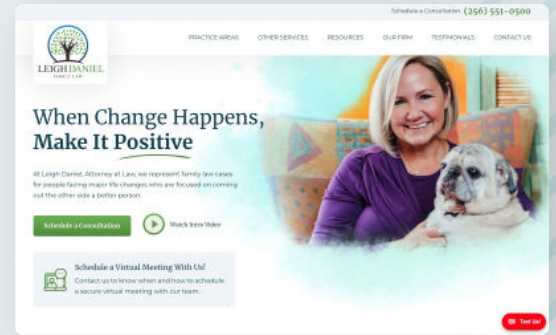 Schedule a Consultation (256) 551-0500
LEIGH DANIEL
FAMILY LAW
PRACTICE AREAS OTHER SERVICES RESOURCES OUR FIRM TESTIMONIALS CONTACT US
When Change Happens,
Make It Positive
At Leigh Daniel, Attorney at Law, we represent family law cases
for people facing major life changes who are focused on coming
out the other side a better person.
Schedule a Consultation Watch Intro Video
Schedule a Virtual Meeting With Us!
Contact us to know when and how to schedule
a secure virtual meeting with our team.
Text Us!